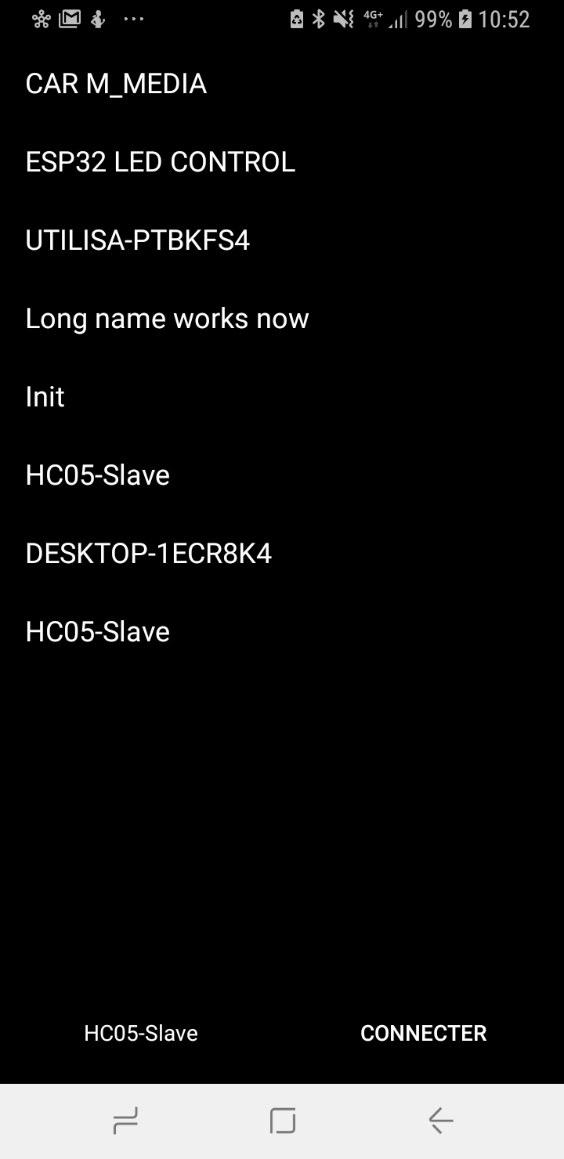 4G+ 99% 10:52
CAR M_MEDIA
ESP32 LED CONTROL
UTILISA-PTBKFS4
Long name works now
Init
HC05-Slave
DESKTOP-1ECR8K4
HC05-Slave
HC05-Slave CONNECTER